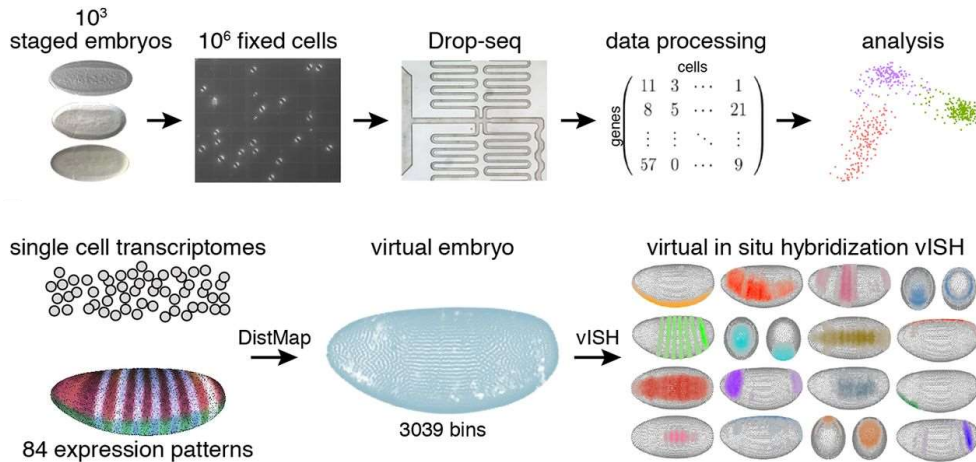 10³
staged embryos
10⁶ fixed cells
Drop-seq
data processing
analysis
cells
genes
11 3 ⋯ 1
8 5 ⋯ 21
⋮ ⋮ ⋱ ⋮
57 0 ⋯ 9
single cell transcriptomes
virtual embryo
virtual in situ hybridization vISH
DistMap
vISH
84 expression patterns
3039 bins